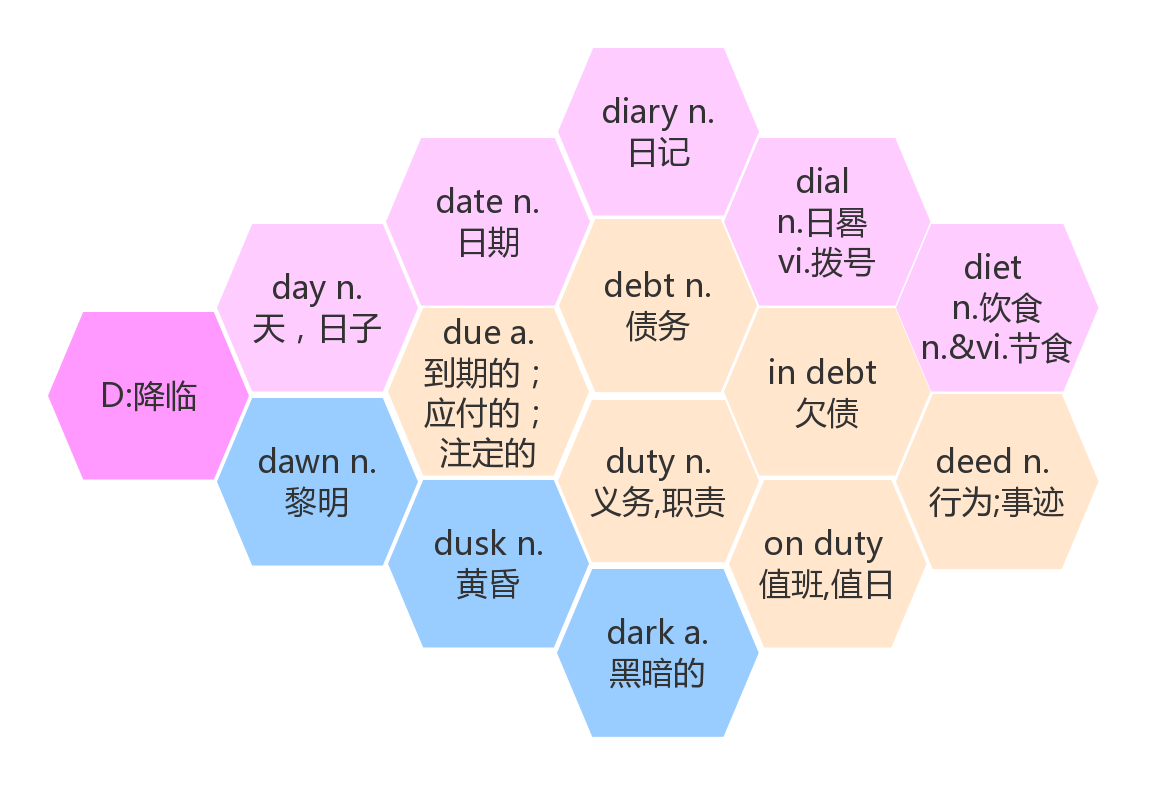 diary n.
日记
date n.
日期
dial
n.日晷
vi.拨号
day n.
天，日子
debt n.
债务
diet
n.饮食
n.&vi.节食
D:降临
due a.
到期的；
应付的；
注定的
in debt
欠债
dawn n.
黎明
duty n.
义务,职责
deed n.
行为;事迹
dusk n.
黄昏
on duty
值班,值日
dark a.
黑暗的